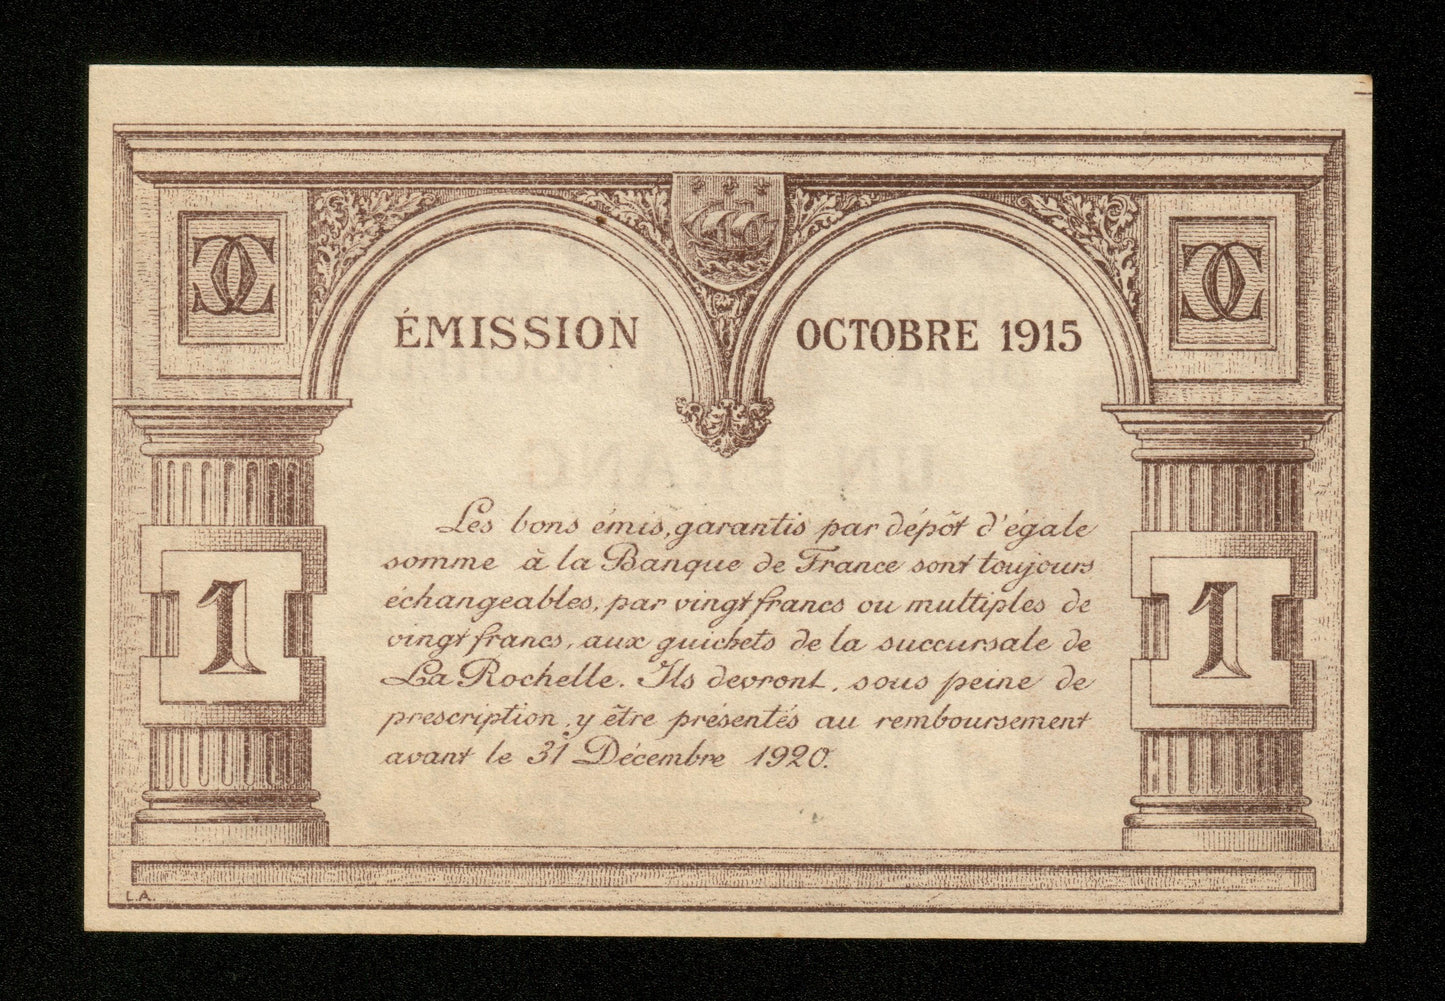 ÉMISSION OCTOBRE 1915
Les bons émis, garantis par dépôt d'égale
somme à la Banque de France sont toujours
échangeables, par vingt francs ou multiples de
vingt francs, aux guichets de la succursale de
La Rochelle. Ils devront, sous peine de
prescription, y être présentés au remboursement
avant le 31 Décembre 1920.
1
1
L.A.